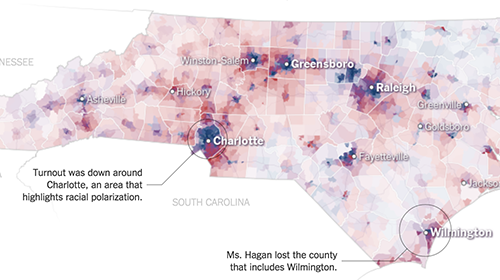 NNESSEE
Winston-Salem
Greensboro
Raleigh
Asheville
Hickory
Greenville
Goldsboro
Charlotte
Fayetteville
Turnout was down around
Charlotte, an area that
highlights racial polarization.
SOUTH CAROLINA
Jackso
Wilmington
Ms. Hagan lost the county
that includes Wilmington.